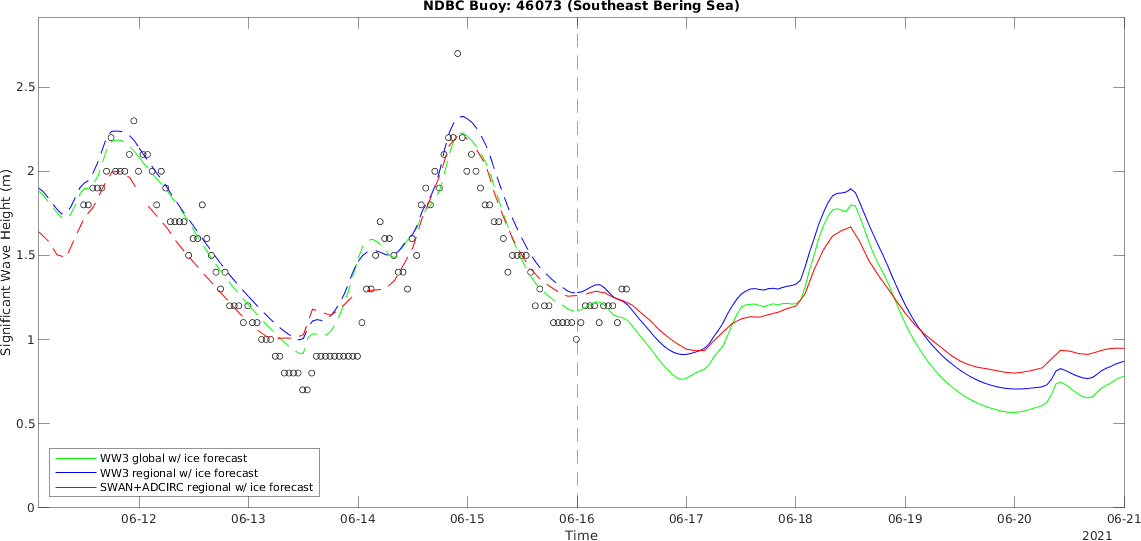 NDBC Buoy: 46073 (Southeast Bering Sea)
Significant Wave Height (m)
2.5
2
1.5
1
0.5
0
WW3 global w/ ice forecast
WW3 regional w/ ice forecast
SWAN+ADCIRC regional w/ ice forecast
06-12 06-13 06-14 06-15 06-16 06-17 06-18 06-19 06-20 06-21
Time
2021